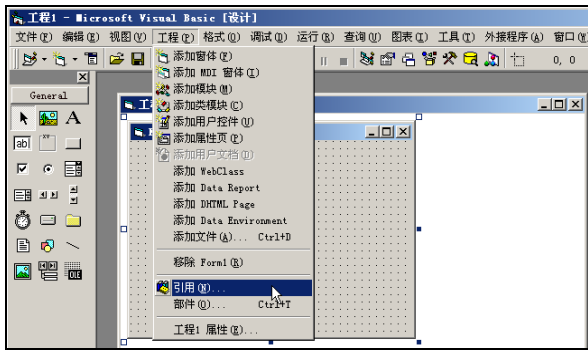 工程1 - Microsoft Visual Basic [设计]
文件(F) 编辑(E) 视图(V) 工程(P) 格式(O) 调试(D) 运行(R) 查询(U) 图表(I) 工具(T) 外接程序(A) 窗口(W
0, 0
General
A
ab|
添加窗体(F)
添加 MDI 窗体(I)
添加模块(M)
添加类模块(C)
添加用户控件(U)
添加属性页(P)
添加用户文档(D)
添加 WebClass
添加 Data Report
添加 DHTML Page
添加 Data Environment
添加文件(A)... Ctrl+D
移除 Form1(R)
引用(N)...
部件(O)... Ctrl+T
工程1 属性(E)...
OLE